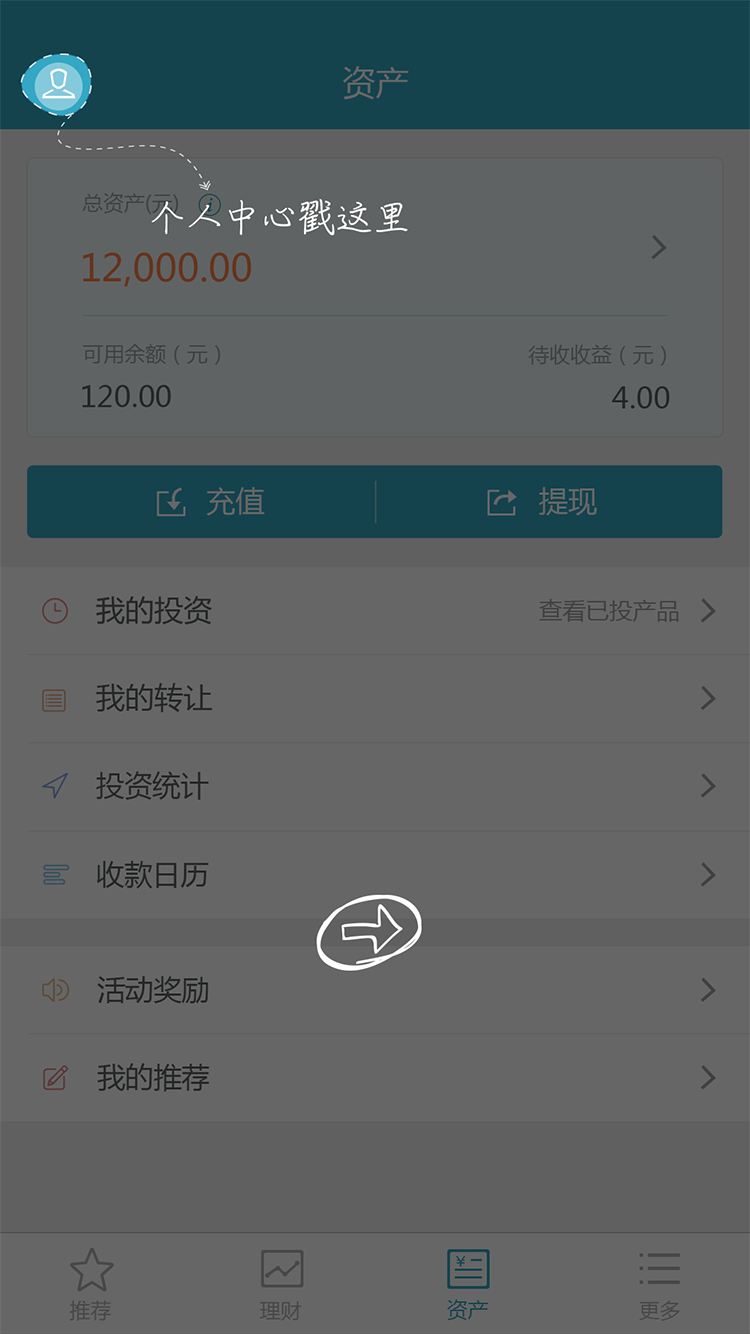 资产
总资产(元)
个人中心戳这里
12,000.00
可用余额（元）
待收收益（元）
120.00
4.00
充值
提现
我的投资
查看已投产品
我的转让
投资统计
收款日历
活动奖励
我的推荐
推荐
理财
资产
更多